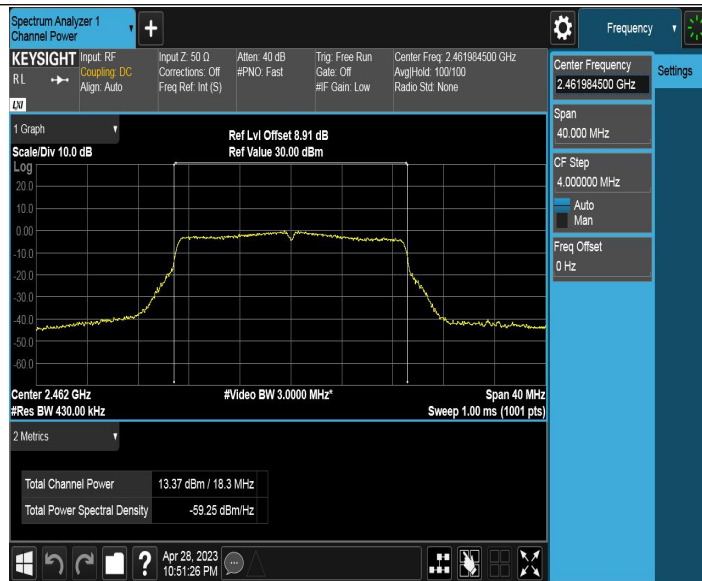 Spectrum Analyzer 1
Channel Power
+
Frequency
KEYSIGHT
R L
LXI
Input: RF
Coupling: DC
Align: Auto
Input Z: 50 Ω
Corrections: Off
Freq Ref: Int (S)
Atten: 40 dB
#PNO: Fast
Trig: Free Run
Gate: Off
#IF Gain: Low
Center Freq: 2.461984500 GHz
Avg|Hold: 100/100
Radio Std: None
Center Frequency
2.461984500 GHz
Settings
Span
40.000 MHz
CF Step
4.000000 MHz
Auto
Man
Freq Offset
0 Hz
1 Graph
Scale/Div 10.0 dB
Ref Lvl Offset 8.91 dB
Ref Value 30.00 dBm
Log
20.0
10.0
0.00
-10.0
-20.0
-30.0
-40.0
-50.0
-60.0
Center 2.462 GHz
#Video BW 3.0000 MHz*
Span 40 MHz
#Res BW 430.00 kHz
Sweep 1.00 ms (1001 pts)
2 Metrics
Total Channel Power 13.37 dBm / 18.3 MHz
Total Power Spectral Density -59.25 dBm/Hz
?
Apr 28, 2023
10:51:26 PM